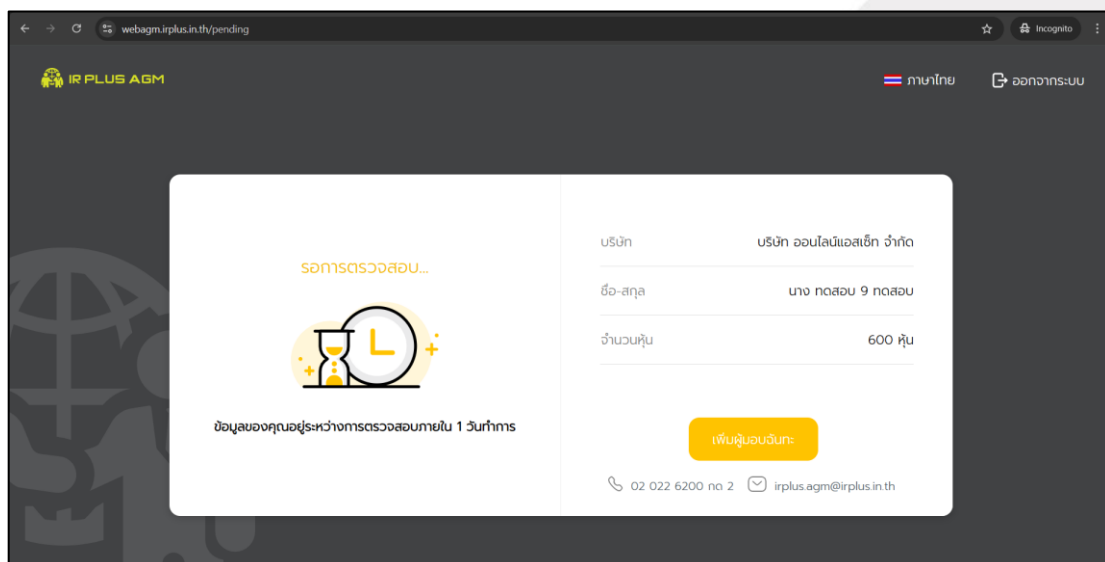 webagm.irplus.in.th/pending
Incognito
IR PLUS AGM
ภาษาไทย
ออกจากระบบ
รอการตรวจสอบ...
ข้อมูลของคุณอยู่ระหว่างการตรวจสอบภายใน 1 วันทำการ
บริษัท บริษัท ออนไลน์แอสเซ็ท จำกัด
ชื่อ-สกุล นาง ทดสอบ 9 ทดสอบ
จำนวนหุ้น 600 หุ้น
เพิ่มผู้มอบฉันทะ
02 022 6200 กด 2 irplus.agm@irplus.in.th